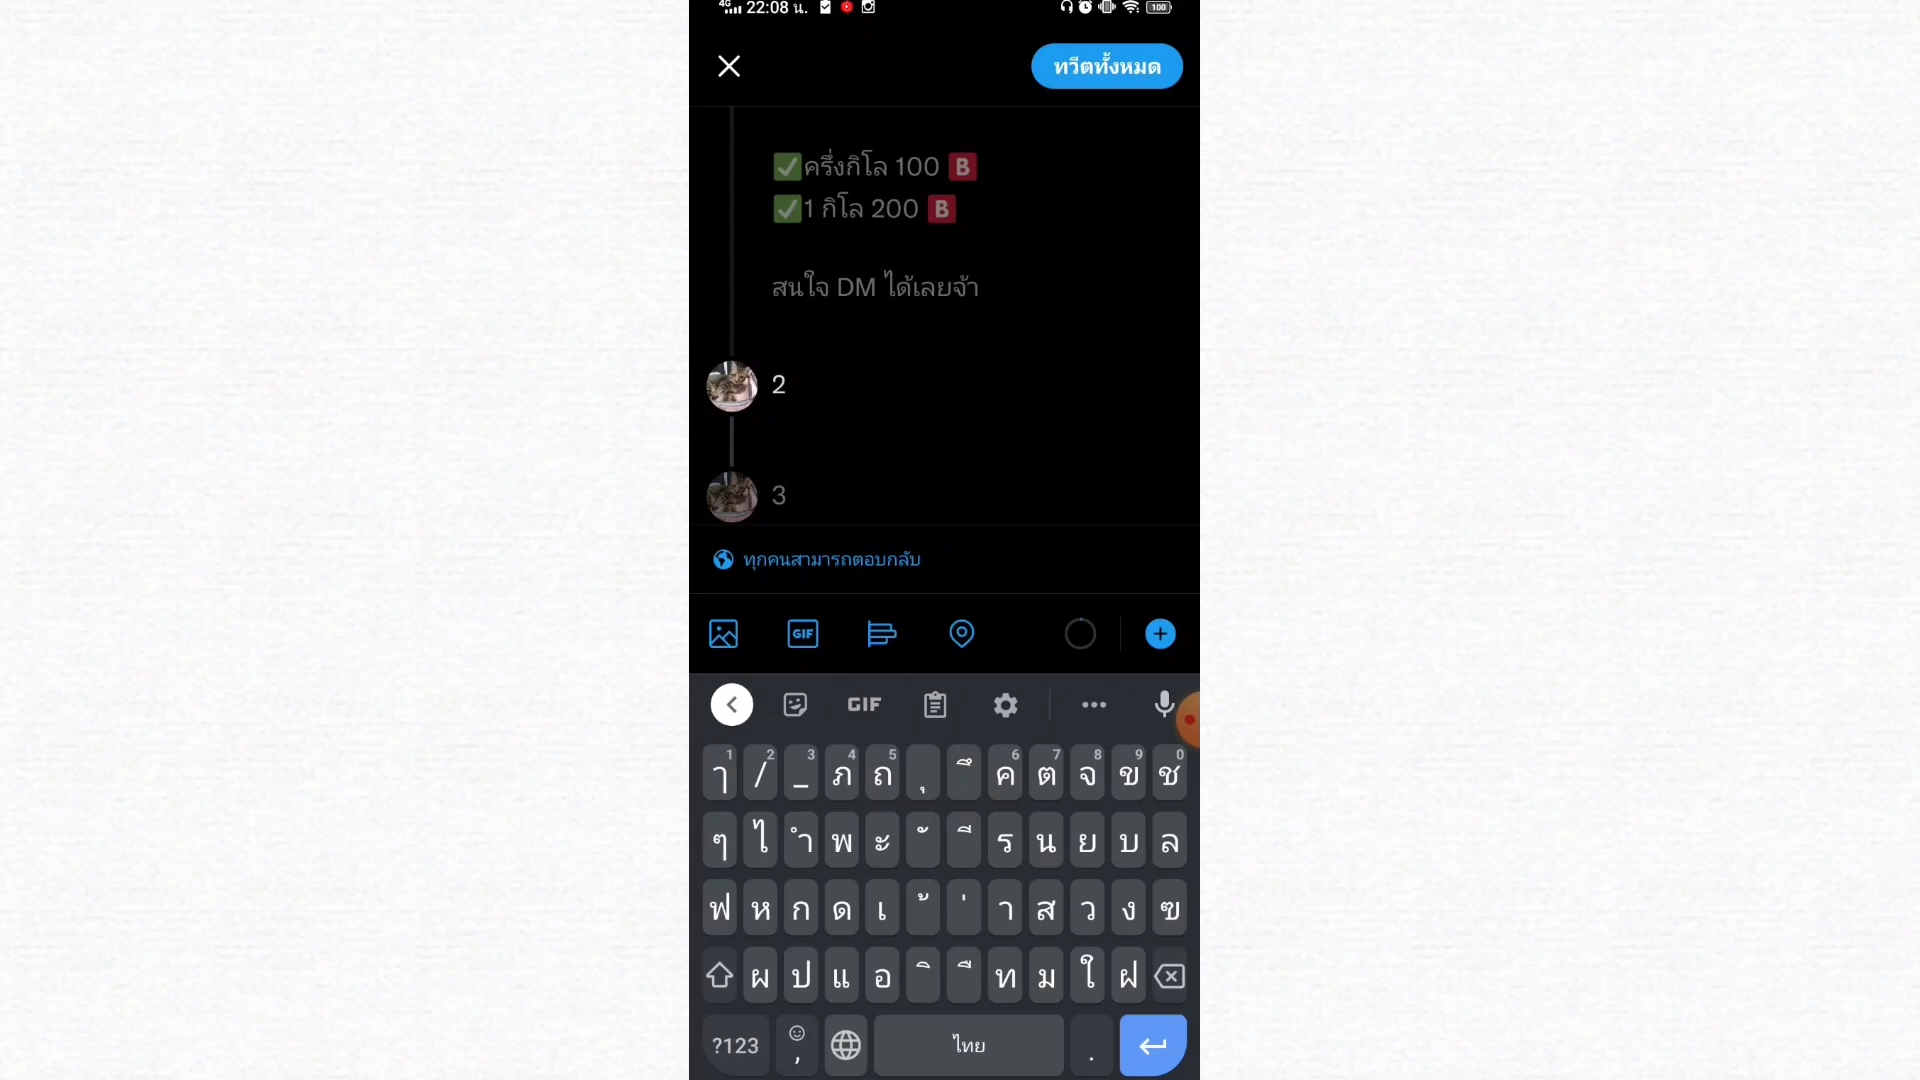 4G 22:08 น. 100
ทวีตทั้งหมด
✅ครึ่งกิโล 100 🅱
✅1 กิโล 200 🅱
สนใจ DM ได้เลยจ้า
2
3
ทุกคนสามารถตอบกลับ
GIF
GIF
1 2 3 4 5 6 7 8 9 0
ๅ / _ ภ ถ ุ ึ ค ต จ ข ช
ๆ ไ ำ พ ะ ั ี ร น ย บ ล
ฟ ห ก ด เ ้ ่ า ส ว ง ฃ
ผ ป แ อ ิ ื ท ม ใ ฝ
?123 , ไทย .